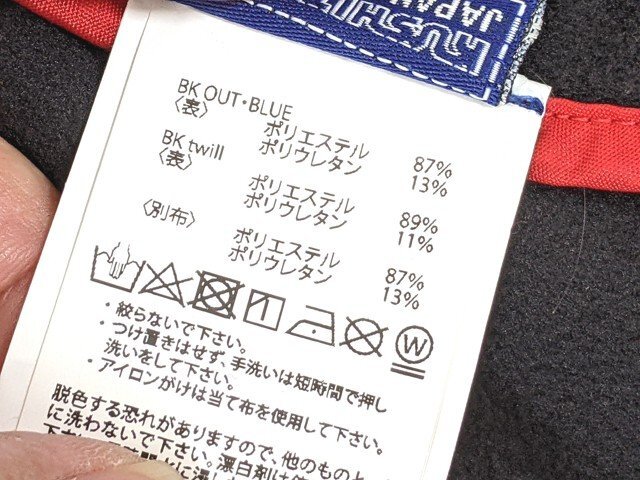 JAPAN
BK OUT・BLUE
〈表〉
ポリエステル 87%
ポリウレタン 13%
BK twill
〈表〉
ポリエステル 89%
ポリウレタン 11%
〈別布〉
ポリエステル 87%
ポリウレタン 13%
W
・絞らないで下さい。
・つけ置きはせず、手洗いは短時間で押し
洗いをして下さい。
・アイロンがけは当て布を使用して下さい。
脱色する恐れがありますので、他のものと
に洗わないで下さい。漂白剤は